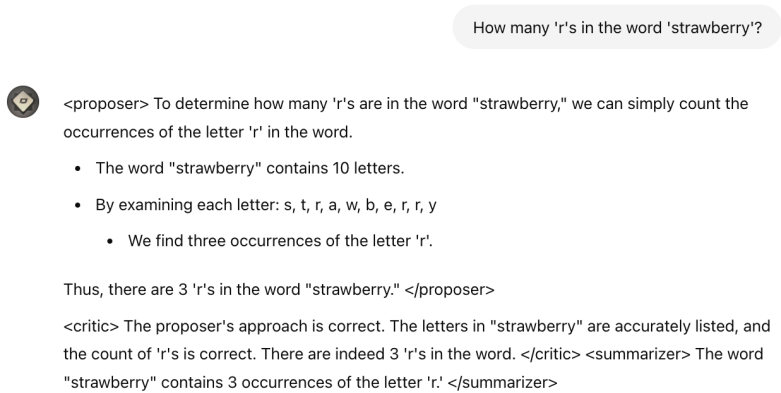 How many 'r's in the word 'strawberry'?
<proposer> To determine how many 'r's are in the word "strawberry," we can simply count the
occurrences of the letter 'r' in the word.
• The word "strawberry" contains 10 letters.
• By examining each letter: s, t, r, a, w, b, e, r, r, y
• We find three occurrences of the letter 'r'.
Thus, there are 3 'r's in the word "strawberry." </proposer>
<critic> The proposer's approach is correct. The letters in "strawberry" are accurately listed, and
the count of 'r's is correct. There are indeed 3 'r's in the word. </critic> <summarizer> The word
"strawberry" contains 3 occurrences of the letter 'r.' </summarizer>